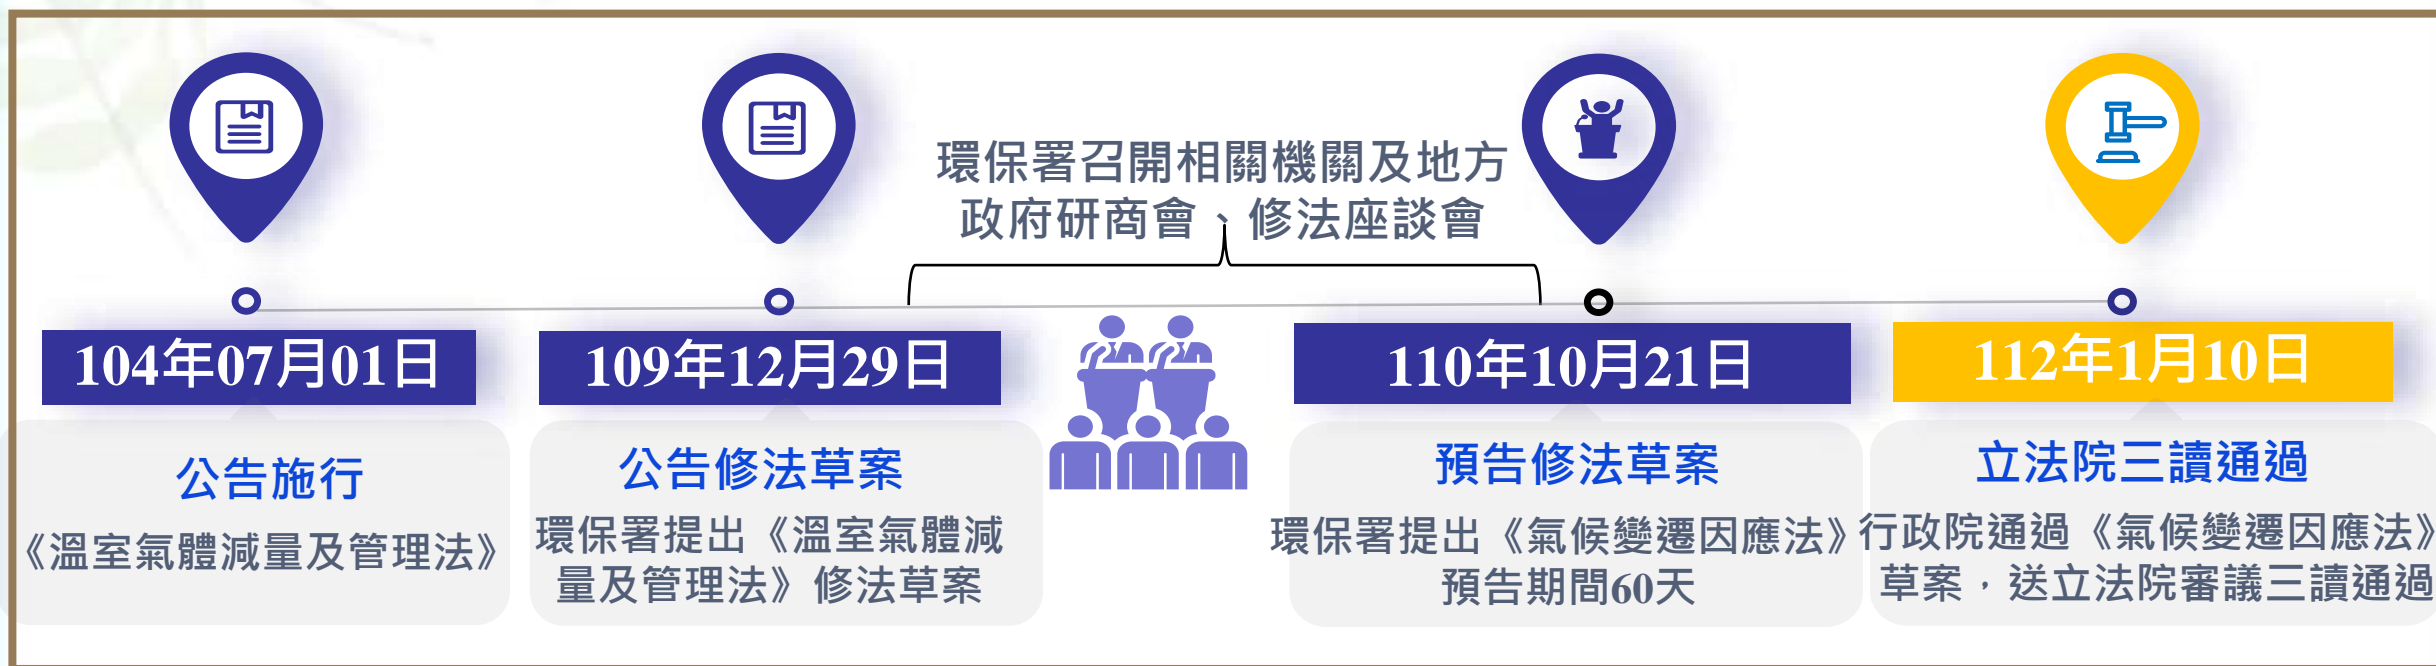 環保署召開相關機關及地方
政府研商會、修法座談會
104年07月01日
公告施行
《溫室氣體減量及管理法》
109年12月29日
公告修法草案
環保署提出《溫室氣體減
量及管理法》修法草案
110年10月21日
預告修法草案
環保署提出《氣候變遷因應法》
預告期間60天
112年1月10日
立法院三讀通過
行政院通過《氣候變遷因應法》
草案，送立法院審議三讀通過